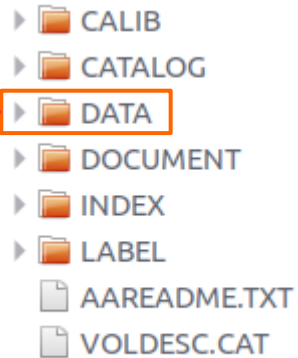 CALIB
CATALOG
DATA
DOCUMENT
INDEX
LABEL
AAREADME.TXT
VOLDESC.CAT